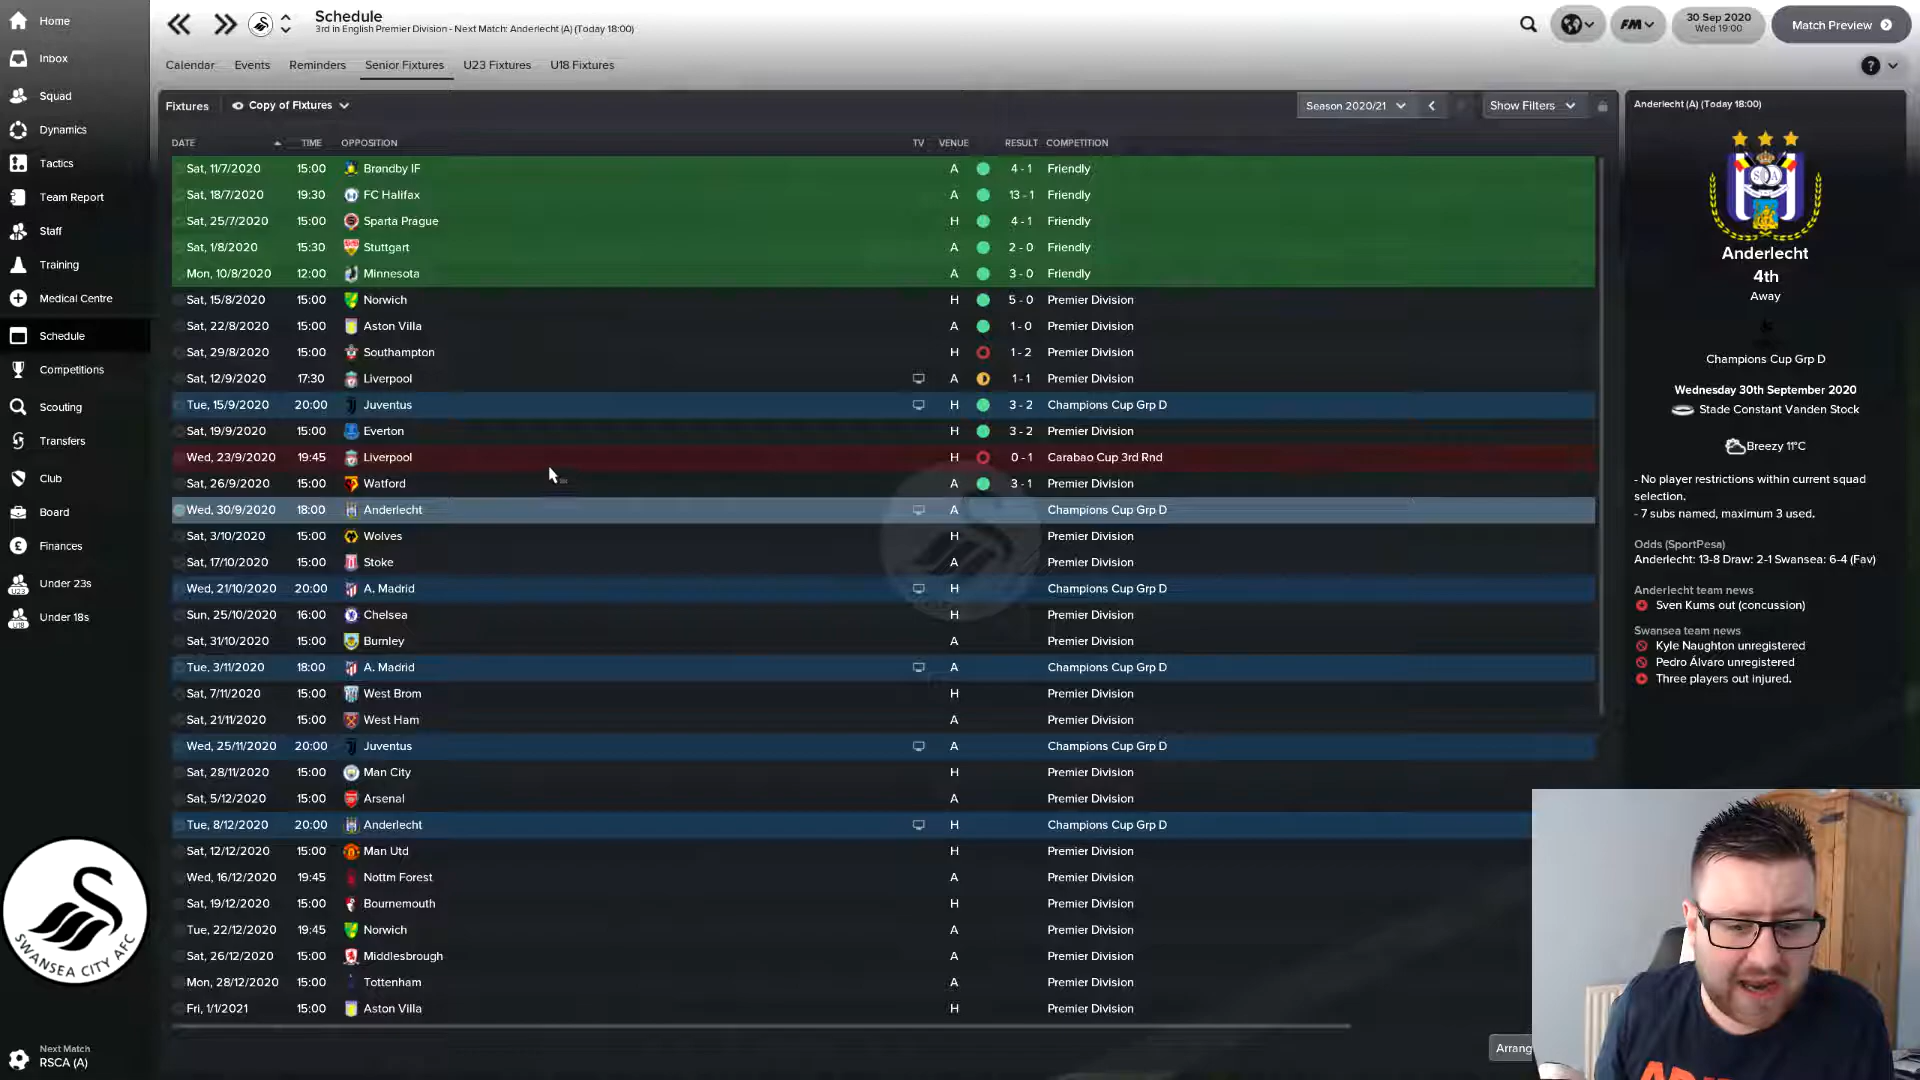 Home
Inbox
Squad
Dynamics
Tactics
Team Report
Staff
Training
Medical Centre
Schedule
Competitions
Scouting
Transfers
Club
Board
Finances
Under 23s
Under 18s
SWANSEA CITY AFC
Next Match
RSCA (A)
Schedule
3rd in English Premier Division - Next Match: Anderlecht (A) (Today 18:00)
FM
30 Sep 2020
Wed 19:00
Match Preview
Calendar Events Reminders Senior Fixtures U23 Fixtures U18 Fixtures
Fixtures Copy of Fixtures Season 2020/21 Show Filters
DATE TIME OPPOSITION TV VENUE RESULT COMPETITION
Sat, 11/7/2020 15:00 Brøndby IF A 4 - 1 Friendly
Sat, 18/7/2020 19:30 FC Halifax A 13 - 1 Friendly
Sat, 25/7/2020 15:00 Sparta Prague H 4 - 1 Friendly
Sat, 1/8/2020 15:30 Stuttgart A 2 - 0 Friendly
Mon, 10/8/2020 12:00 Minnesota A 3 - 0 Friendly
Sat, 15/8/2020 15:00 Norwich H 5 - 0 Premier Division
Sat, 22/8/2020 15:00 Aston Villa A 1 - 0 Premier Division
Sat, 29/8/2020 15:00 Southampton H 1 - 2 Premier Division
Sat, 12/9/2020 17:30 Liverpool A 1 - 1 Premier Division
Tue, 15/9/2020 20:00 Juventus H 3 - 2 Champions Cup Grp D
Sat, 19/9/2020 15:00 Everton H 3 - 2 Premier Division
Wed, 23/9/2020 19:45 Liverpool H 0 - 1 Carabao Cup 3rd Rnd
Sat, 26/9/2020 15:00 Watford A 3 - 1 Premier Division
Wed, 30/9/2020 18:00 Anderlecht A Champions Cup Grp D
Sat, 3/10/2020 15:00 Wolves H Premier Division
Sat, 17/10/2020 15:00 Stoke A Premier Division
Wed, 21/10/2020 20:00 A. Madrid H Champions Cup Grp D
Sun, 25/10/2020 16:00 Chelsea H Premier Division
Sat, 31/10/2020 15:00 Burnley A Premier Division
Tue, 3/11/2020 18:00 A. Madrid A Champions Cup Grp D
Sat, 7/11/2020 15:00 West Brom H Premier Division
Sat, 21/11/2020 15:00 West Ham A Premier Division
Wed, 25/11/2020 20:00 Juventus A Champions Cup Grp D
Sat, 28/11/2020 15:00 Man City H Premier Division
Sat, 5/12/2020 15:00 Arsenal A Premier Division
Tue, 8/12/2020 20:00 Anderlecht H Champions Cup Grp D
Sat, 12/12/2020 15:00 Man Utd H Premier Division
Wed, 16/12/2020 19:45 Nottm Forest A Premier Division
Sat, 19/12/2020 15:00 Bournemouth H Premier Division
Tue, 22/12/2020 19:45 Norwich A Premier Division
Sat, 26/12/2020 15:00 Middlesbrough A Premier Division
Mon, 28/12/2020 15:00 Tottenham A Premier Division
Fri, 1/1/2021 15:00 Aston Villa H Premier Division
Arrang
Anderlecht (A) (Today 18:00)
Anderlecht
4th
Away
Champions Cup Grp D
Wednesday 30th September 2020
Stade Constant Vanden Stock
Breezy 11°C
- No player restrictions within current squad
selection.
- 7 subs named, maximum 3 used.
Odds (SportPesa)
Anderlecht: 13-8 Draw: 2-1 Swansea: 6-4 (Fav)
Anderlecht team news
Sven Kums out (concussion)
Swansea team news
Kyle Naughton unregistered
Pedro Álvaro unregistered
Three players out injured.